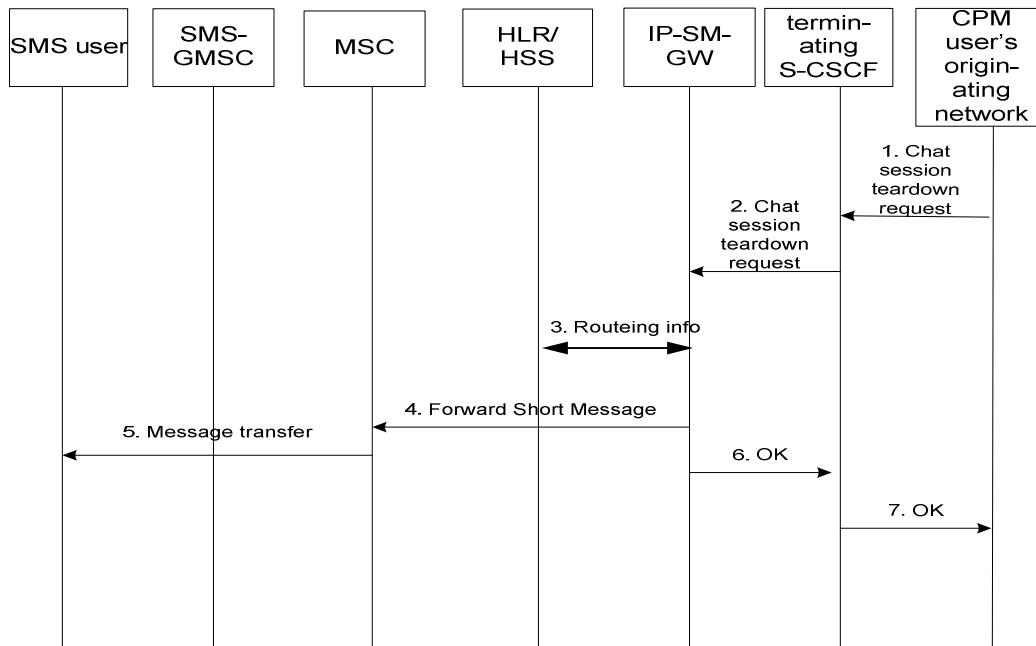 SMS user
SMS-
GMSC
MSC
HLR/
HSS
IP-SM-
GW
termin-
ating
S-CSCF
CPM
user's
origin-
ating
network
1. Chat
session
teardown
request
2. Chat
session
teardown
request
3. Routeing info
4. Forward Short Message
5. Message transfer
6. OK
7. OK